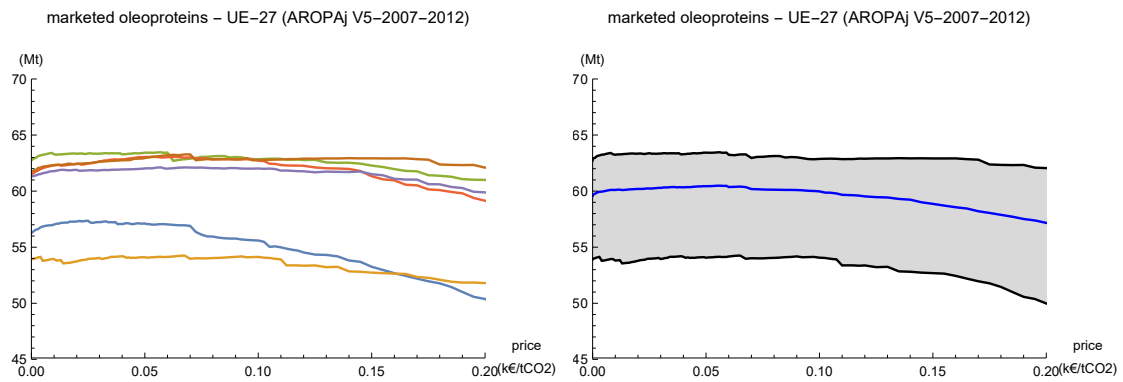 marketed oleoproteins − UE−27 (AROPAj V5−2007−2012)
(Mt)
70
65
60
55
50
45
0.00
0.05
0.10
0.15
0.20
price
(k€/tCO2)
marketed oleoproteins − UE−27 (AROPAj V5−2007−2012)
(Mt)
70
65
60
55
50
45
0.00
0.05
0.10
0.15
0.20
price
(k€/tCO2)